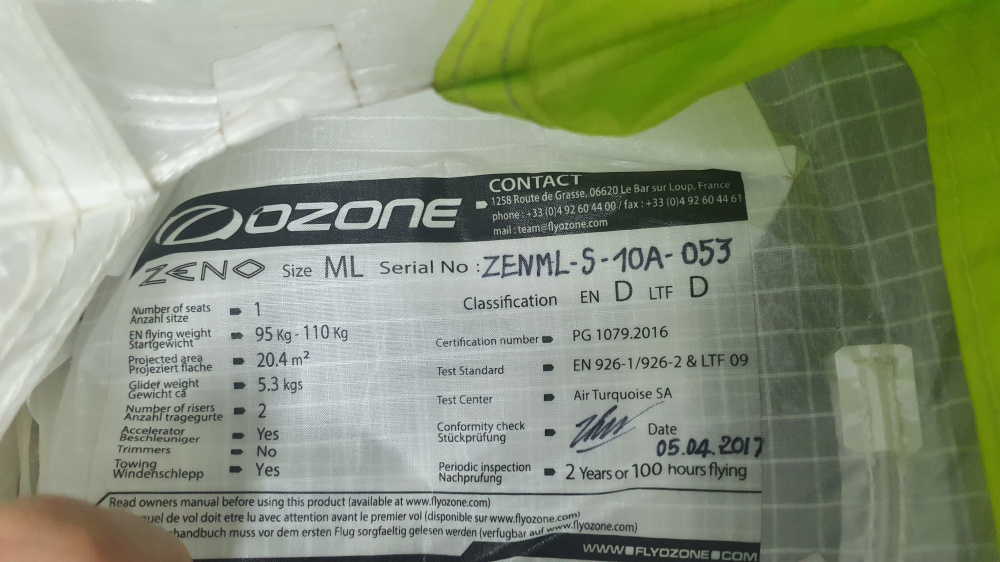 OZONE
CONTACT
1258 Route de Grasse, 06620 Le Bar sur Loup, France
phone : +33 (0)4 92 60 44 00 / fax : +33 (0)4 92 60 44 61
mail : team@flyozone.com
ZENO Size ML Serial No : ZENML-S-10A-053
Classification EN D LTF D
Number of seats
Anzahl sitze
1
EN flying weight
Startgewicht
95 Kg - 110 Kg
Projected area
Projeziert flache
20.4 m²
Glider weight
Gewicht ca
5.3 kgs
Number of risers
Anzahl tragegurte
2
Accelerator
Beschleuniger
Yes
Trimmers
No
Towing
Windenschlepp
Yes
Certification number
PG 1079.2016
Test Standard
EN 926-1/926-2 & LTF 09
Test Center
Air Turquoise SA
Conformity check
Stückprüfung
Date
05.04.2017
Periodic inspection
Nachprufung
2 Years or 100 hours flying
Read owners manual before using this product (available at www.flyozone.com)
uel de vol doit etre lu avec attention avant le premier vol (disponible sur www.flyozone.com)
handbuch muss vor dem ersten Flug sorgfaeltig gelesen werden (verfugbar auf www.flyozone.com)
WWW.FLYOZONE.COM